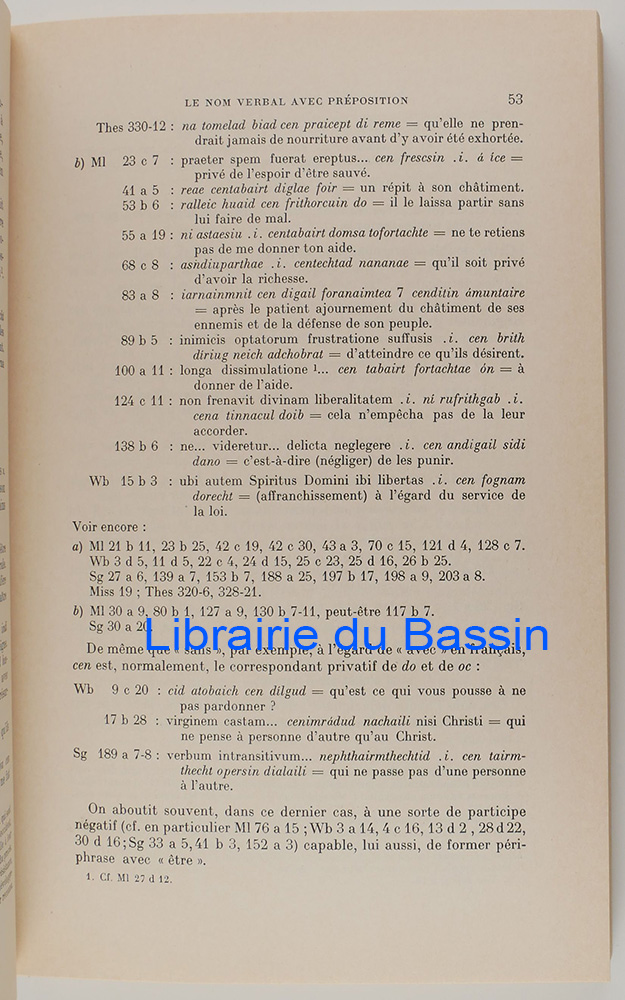 LE NOM VERBAL AVEC PRÉPOSITION 53
Thes 330-12 : na tomelad biad cen praicept di reme = qu'elle ne pren-
drait jamais de nourriture avant d'y avoir été exhortée.
b) Ml 23 c 7 : praeter spem fuerat ereptus... cen frescsin .i. á íce =
privé de l'espoir d'être sauvé.
41 a 5 : reae centabairt diglae foir = un répit à son châtiment.
53 b 6 : ralleic huaid cen frithorcuin do = il le laissa partir sans
lui faire de mal.
55 a 19 : ni astaesiu .i. centabairt domsa tofortachte = ne te retiens
pas de me donner ton aide.
68 c 8 : asndiuparthae .i. centechtad nananae = qu'il soit privé
d'avoir la richesse.
83 a 8 : iarnainmnit cen digail foranaimtea 7 cenditin ámuntaire
= après le patient ajournement du châtiment de ses
ennemis et de la défense de son peuple.
89 b 5 : inimicis optatorum frustratione suffusis .i. cen brith
díriug neich adchobrat = d'atteindre ce qu'ils désirent.
100 a 11 : longa dissimulatione ¹... cen tabairt fortachtae ón = à
donner de l'aide.
124 c 11 : non frenavit divinam liberalitatem .i. ní rufrithgab .i.
cena tinnacul doib = cela n'empêcha pas de la leur
accorder.
138 b 6 : ne... videretur... delicta neglegere .i. cen andigail sidi
dano = c'est-à-dire (négliger) de les punir.
Wb 15 b 3 : ubi autem Spiritus Domini ibi libertas .i. cen fognam
dorecht = (affranchissement) à l'égard du service de
la loi.
Voir encore :
a) Ml 21 b 11, 23 b 25, 42 c 19, 42 c 30, 43 a 3, 70 c 15, 121 d 4, 128 c 7.
Wb 3 d 5, 11 d 5, 22 c 4, 24 d 15, 25 c 23, 25 d 16, 26 b 25.
Sg 27 a 6, 139 a 7, 153 b 7, 188 a 25, 197 b 17, 198 a 9, 203 a 8.
Miss 19 ; Thes 320-6, 328-21.
b) Ml 30 a 9, 80 b 1, 127 a 9, 130 b 7-11, peut-être 117 b 7.
Sg 30 a 20.
Librairie du Bassin
De même que « sans », par exemple, à l'égard de « avec » en français,
cen est, normalement, le correspondant privatif de do et de oc :
Wb 9 c 20 : cid atobaich cen dílgud = qu'est ce qui vous pousse à ne
pas pardonner ?
17 b 28 : virginem castam... cenimrádud nachaili nisi Christi = qui
ne pense à personne d'autre qu'au Christ.
Sg 189 a 7-8 : verbum intransitivum... nephthairmthechtid .i. cen tairm-
thecht opersin dialaili = qui ne passe pas d'une personne
à l'autre.
On aboutit souvent, dans ce dernier cas, à une sorte de participe
négatif (cf. en particulier Ml 76 a 15 ; Wb 3 a 14, 4 c 16, 13 d 2 , 28 d 22,
30 d 16; Sg 33 a 5, 41 b 3, 152 a 3) capable, lui aussi, de former péri-
phrase avec « être ».
1. Cf. Ml 27 d 12.